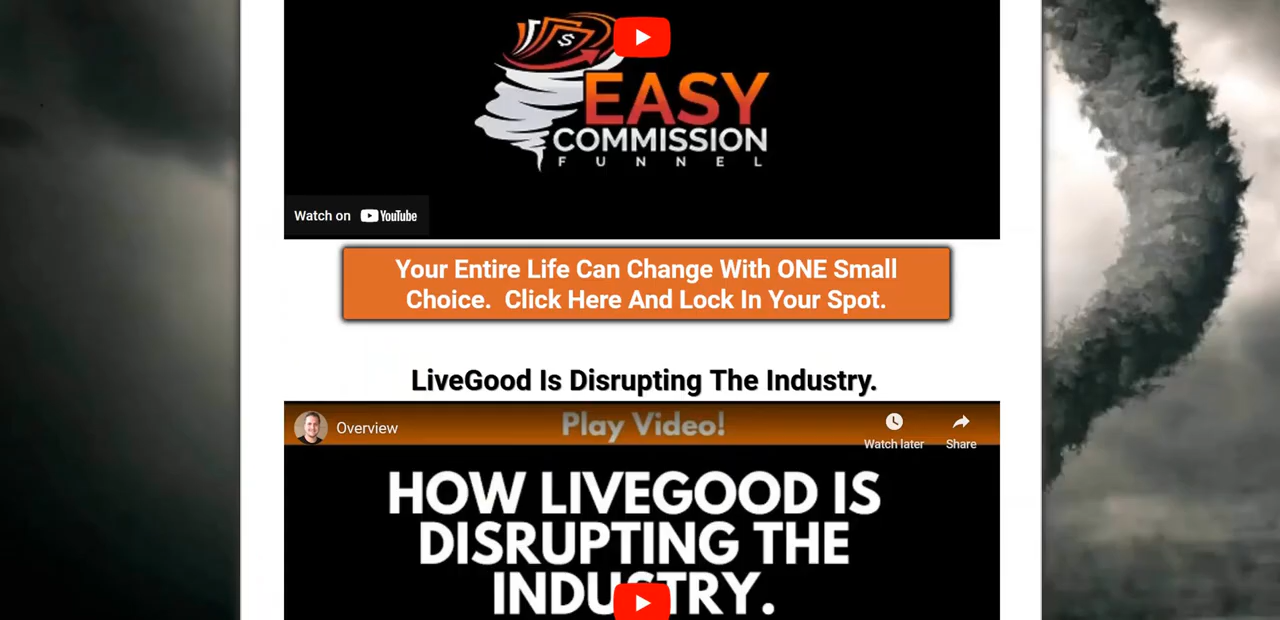 $
EASY
COMMISSION
FUNNEL
Watch on YouTube
Your Entire Life Can Change With ONE Small
Choice. Click Here And Lock In Your Spot.
LiveGood Is Disrupting The Industry.
Play Video!
Overview
Watch later
Share
HOW LIVEGOOD IS
DISRUPTING THE
INDUSTRY.